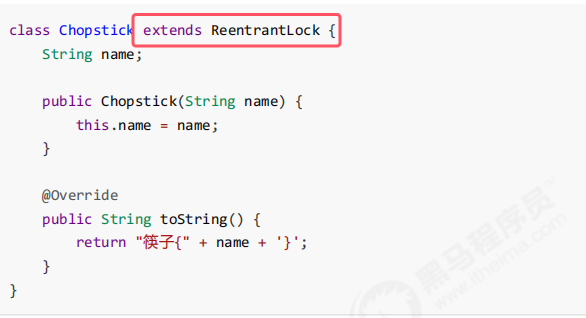 class Chopstick extends ReentrantLock {
    String name;
    public Chopstick(String name) {
        this.name = name;
    }
    @Override
    public String toString() {
        return "筷子{" + name + '}';
    }
}
黑马程序员
www.itheima.com